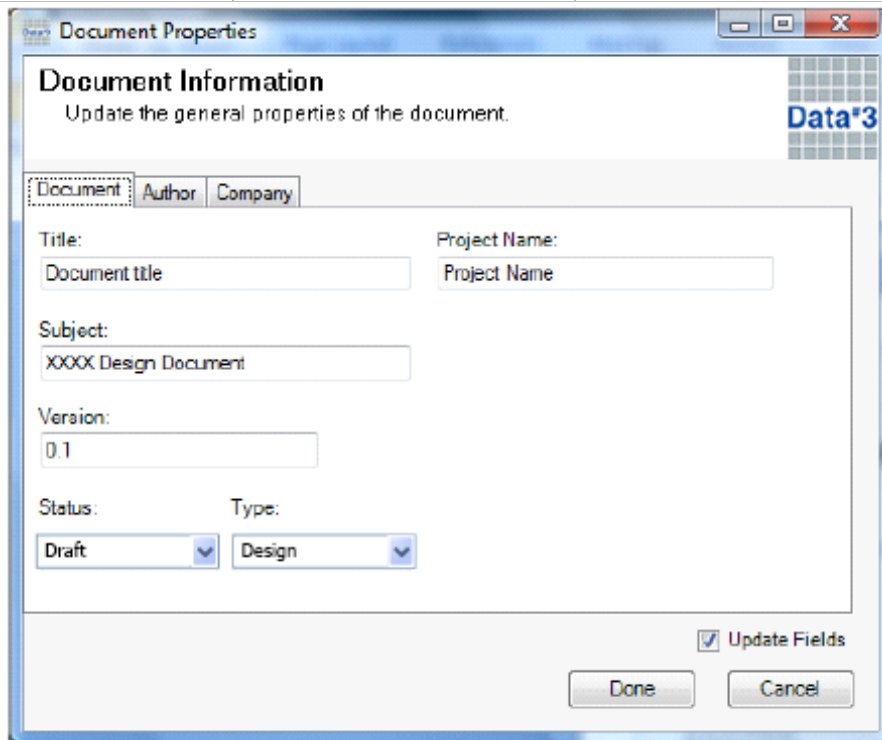 Document Properties
Document Information
Update the general properties of the document.
Data#3
Document Author Company
Title: Project Name:
Document title Project Name
Subject:
XXXX Design Document
Version:
0.1
Status: Type:
Draft Design
Update Fields
Done Cancel